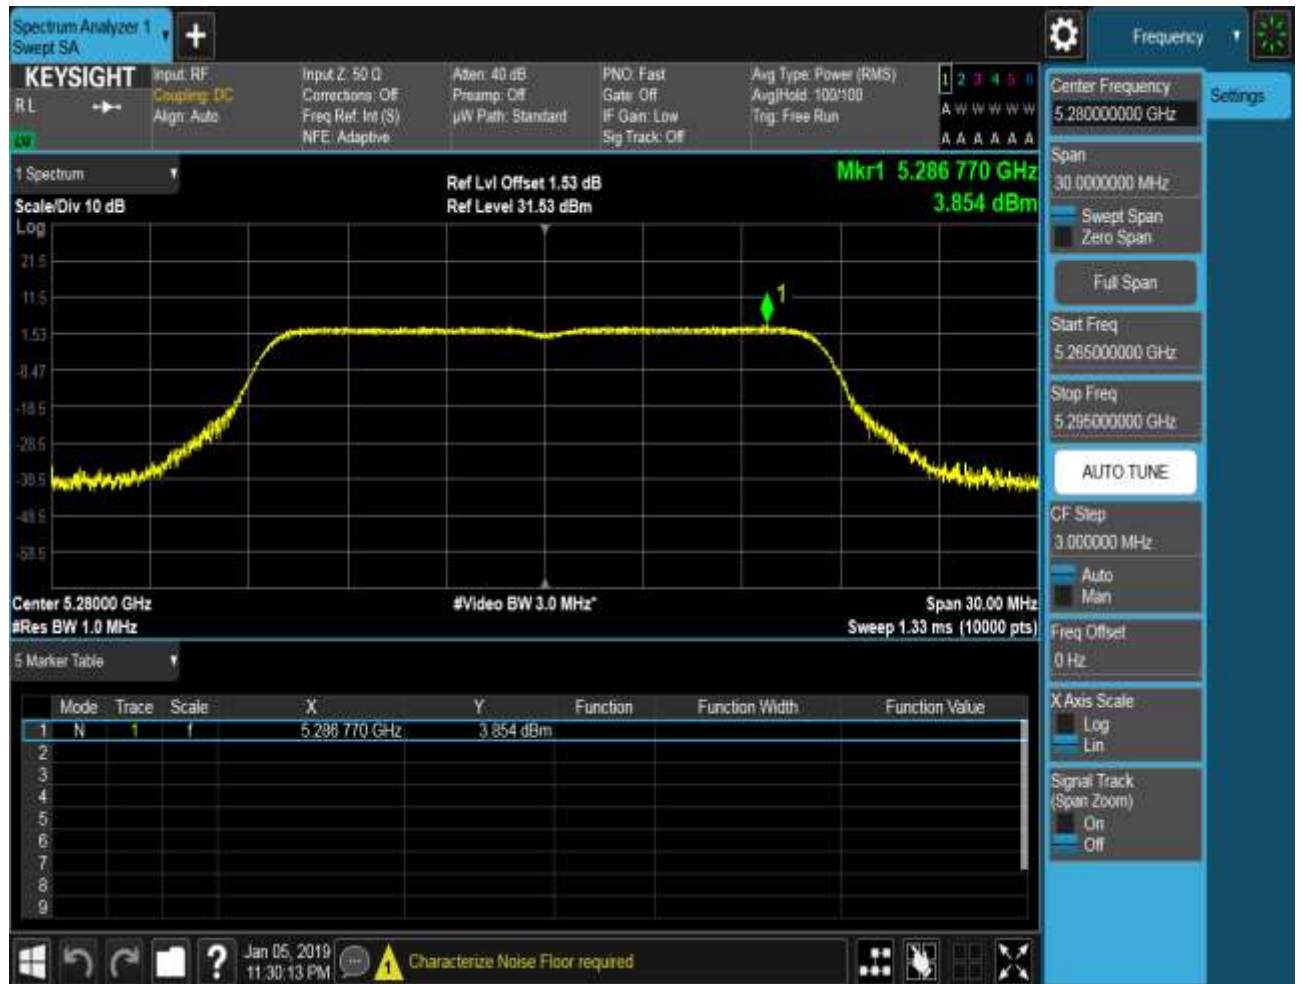 Spectrum Analyzer 1
Swept SA
+
Frequency
KEYSIGHT
RL
Input: RF
Coupling: DC
Align: Auto
Input Z: 50 Ω
Corrections: Off
Freq Ref: Int (S)
NFE: Adaptive
Atten: 40 dB
Preamp: Off
µW Path: Standard
PNO: Fast
Gate: Off
IF Gain: Low
Sig Track: Off
Avg Type: Power (RMS)
Avg|Hold: 100/100
Trig: Free Run
1 2 3 4 5 6
A W W W W W
A A A A A A
1 Spectrum
Scale/Div 10 dB
Ref Lvl Offset 1.53 dB
Ref Level 31.53 dBm
Mkr1 5.286 770 GHz
3.854 dBm
Log
21.5
11.5
1.53
-8.47
-18.5
-28.5
-38.5
-48.5
-58.5
1
Center 5.28000 GHz
#Res BW 1.0 MHz
#Video BW 3.0 MHz*
Span 30.00 MHz
Sweep 1.33 ms (10000 pts)
5 Marker Table
Mode Trace Scale X Y Function Function Width Function Value
1 N 1 f 5.286 770 GHz 3.854 dBm
2
3
4
5
6
7
8
9
Center Frequency
5.280000000 GHz
Settings
Span
30.0000000 MHz
Swept Span
Zero Span
Full Span
Start Freq
5.265000000 GHz
Stop Freq
5.295000000 GHz
AUTO TUNE
CF Step
3.000000 MHz
Auto
Man
Freq Offset
0 Hz
X Axis Scale
Log
Lin
Signal Track
(Span Zoom)
On
Off
?
Jan 05, 2019
11:30:13 PM
1
Characterize Noise Floor required